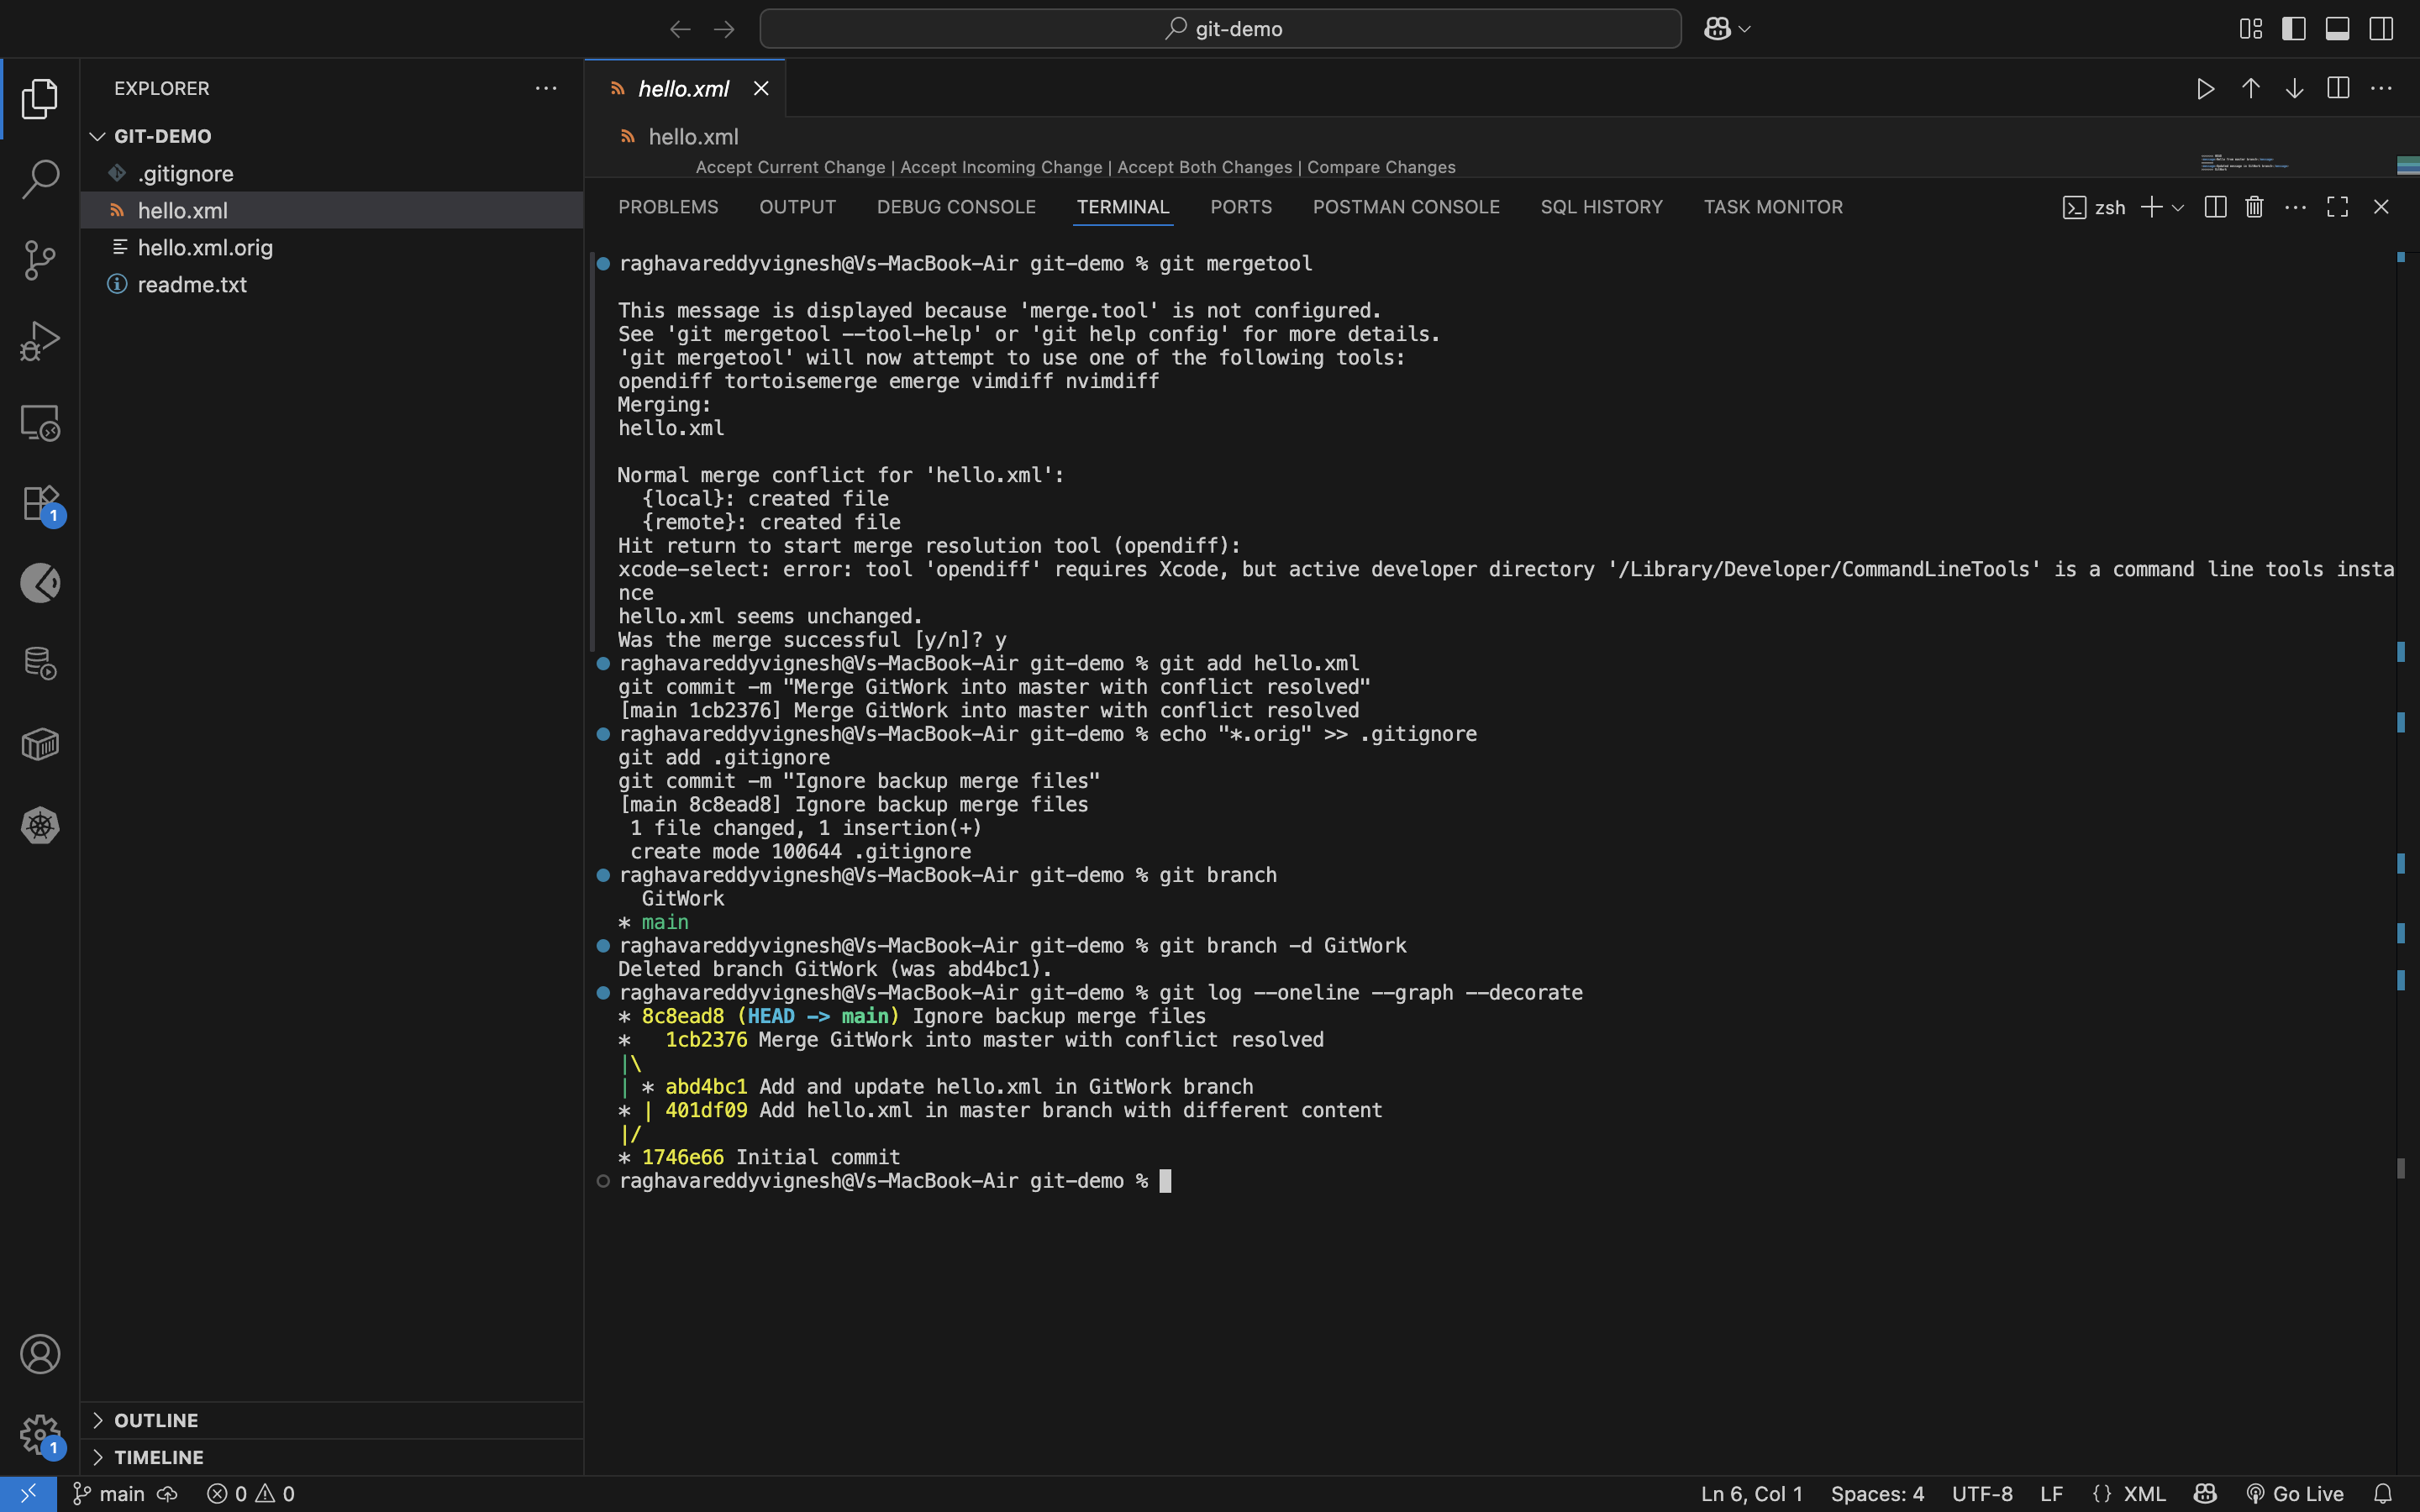 git-demo
EXPLORER
GIT-DEMO
.gitignore
hello.xml
hello.xml.orig
readme.txt
1
1
OUTLINE
TIMELINE
hello.xml
hello.xml
Accept Current Change | Accept Incoming Change | Accept Both Changes | Compare Changes
PROBLEMS OUTPUT DEBUG CONSOLE TERMINAL PORTS POSTMAN CONSOLE SQL HISTORY TASK MONITOR zsh
raghavareddyvignesh@Vs-MacBook-Air git-demo % git mergetool
This message is displayed because 'merge.tool' is not configured.
See 'git mergetool --tool-help' or 'git help config' for more details.
'git mergetool' will now attempt to use one of the following tools:
opendiff tortoisemerge emerge vimdiff nvimdiff
Merging:
hello.xml
Normal merge conflict for 'hello.xml':
  {local}: created file
  {remote}: created file
Hit return to start merge resolution tool (opendiff):
xcode-select: error: tool 'opendiff' requires Xcode, but active developer directory '/Library/Developer/CommandLineTools' is a command line tools insta
nce
hello.xml seems unchanged.
Was the merge successful [y/n]? y
raghavareddyvignesh@Vs-MacBook-Air git-demo % git add hello.xml
git commit -m "Merge GitWork into master with conflict resolved"
[main 1cb2376] Merge GitWork into master with conflict resolved
raghavareddyvignesh@Vs-MacBook-Air git-demo % echo "*.orig" >> .gitignore
git add .gitignore
git commit -m "Ignore backup merge files"
[main 8c8ead8] Ignore backup merge files
 1 file changed, 1 insertion(+)
 create mode 100644 .gitignore
raghavareddyvignesh@Vs-MacBook-Air git-demo % git branch
  GitWork
* main
raghavareddyvignesh@Vs-MacBook-Air git-demo % git branch -d GitWork
Deleted branch GitWork (was abd4bc1).
raghavareddyvignesh@Vs-MacBook-Air git-demo % git log --oneline --graph --decorate
* 8c8ead8 (HEAD -> main) Ignore backup merge files
*   1cb2376 Merge GitWork into master with conflict resolved
|\
| * abd4bc1 Add and update hello.xml in GitWork branch
* | 401df09 Add hello.xml in master branch with different content
|/
* 1746e66 Initial commit
raghavareddyvignesh@Vs-MacBook-Air git-demo %
main 0 0 Ln 6, Col 1 Spaces: 4 UTF-8 LF {} XML Go Live